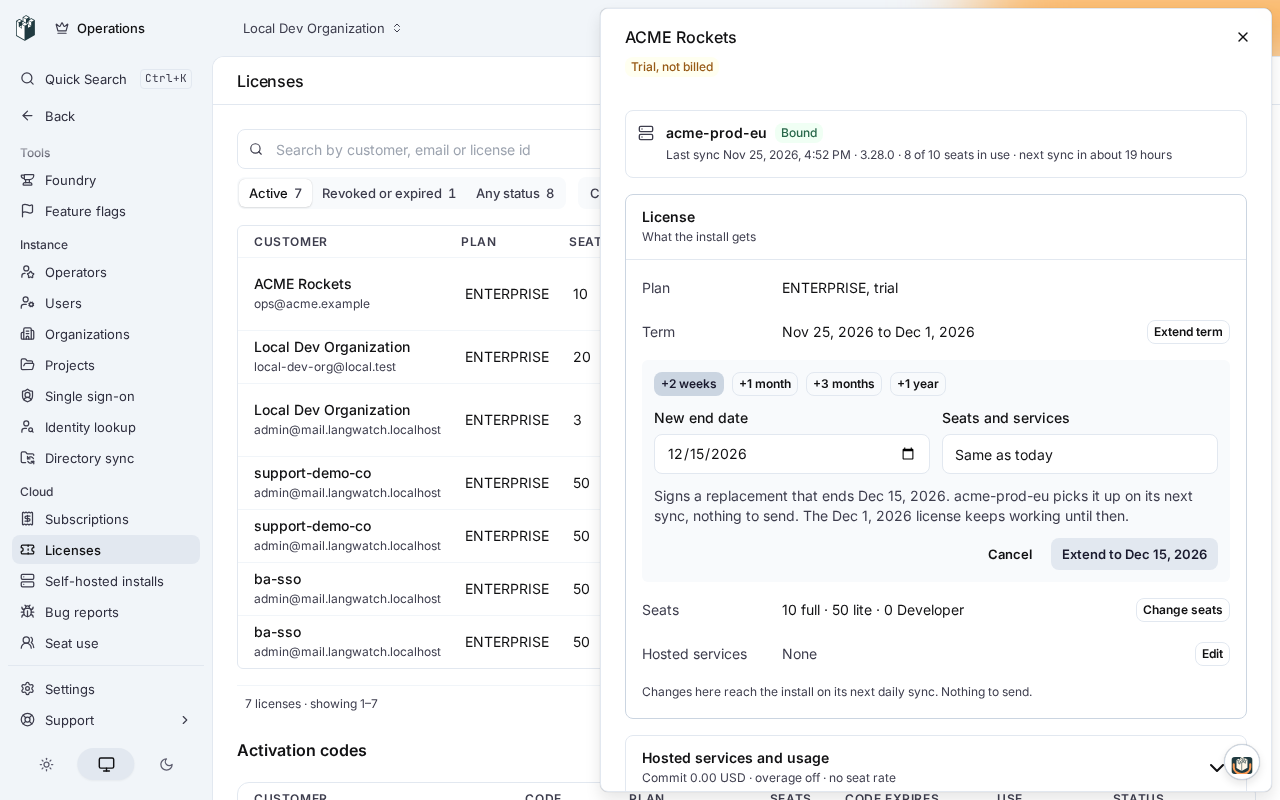 Operations
Local Dev Organization
Quick Search Ctrl+K
Back
Tools
Foundry
Feature flags
Instance
Operators
Users
Organizations
Projects
Single sign-on
Identity lookup
Directory sync
Cloud
Subscriptions
Licenses
Self-hosted installs
Bug reports
Seat use
Settings
Support
Licenses
Search by customer, email or license id
Active 7 Revoked or expired 1 Any status 8
CUSTOMER PLAN
ACME Rockets
ops@acme.example
ENTERPRISE 10
Local Dev Organization
local-dev-org@local.test
ENTERPRISE 20
Local Dev Organization
admin@mail.langwatch.localhost
ENTERPRISE 3
support-demo-co
admin@mail.langwatch.localhost
ENTERPRISE 50
support-demo-co
admin@mail.langwatch.localhost
ENTERPRISE 50
ba-sso
admin@mail.langwatch.localhost
ENTERPRISE 50
ba-sso
admin@mail.langwatch.localhost
ENTERPRISE 50
7 licenses · showing 1–7
Activation codes
CUSTOMER CODE PLAN SEATS CODE EXPIRES USE STATUS
ACME Rockets
Trial, not billed
acme-prod-eu Bound
Last sync Nov 25, 2026, 4:52 PM · 3.28.0 · 8 of 10 seats in use · next sync in about 19 hours
License
What the install gets
Plan ENTERPRISE, trial
Term Nov 25, 2026 to Dec 1, 2026 Extend term
+2 weeks +1 month +3 months +1 year
New end date Seats and services
12/15/2026 Same as today
Signs a replacement that ends Dec 15, 2026. acme-prod-eu picks it up on its next
sync, nothing to send. The Dec 1, 2026 license keeps working until then.
Cancel Extend to Dec 15, 2026
Seats 10 full · 50 lite · 0 Developer Change seats
Hosted services None Edit
Changes here reach the install on its next daily sync. Nothing to send.
Hosted services and usage
Commit 0.00 USD · overage off · no seat rate